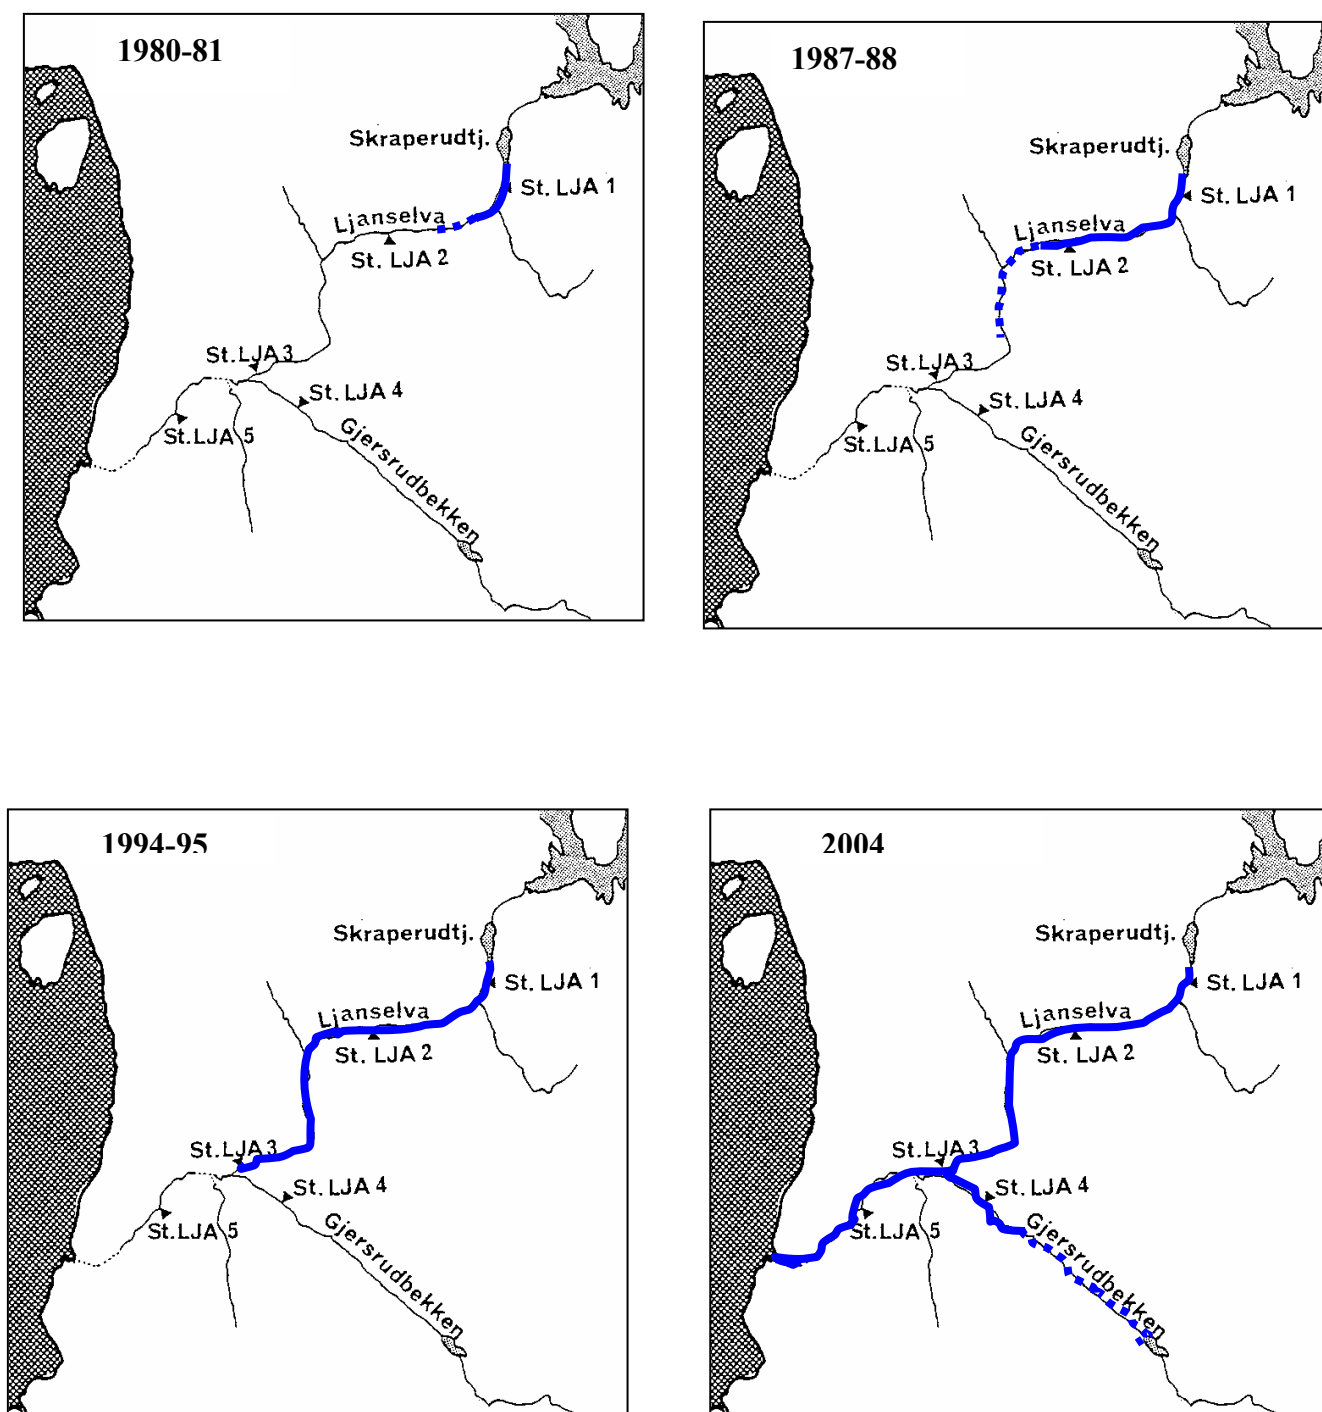 1980-81
Skraperudtj.
St. LJA 1
Ljanselva
St. LJA 2
St.LJA 3
St. LJA 4
St.LJA 5
Gjersrudbekken
1987-88
Skraperudtj.
St. LJA 1
Ljanselva
St. LJA 2
St.LJA 3
St. LJA 4
St.LJA 5
Gjersrudbekken
1994-95
Skraperudtj.
St. LJA 1
Ljanselva
St. LJA 2
St.LJA 3
St. LJA 4
St.LJA 5
Gjersrudbekken
2004
Skraperudtj.
St. LJA 1
Ljanselva
St. LJA 2
St.LJA 3
St. LJA 4
St.LJA 5
Gjersrudbekken